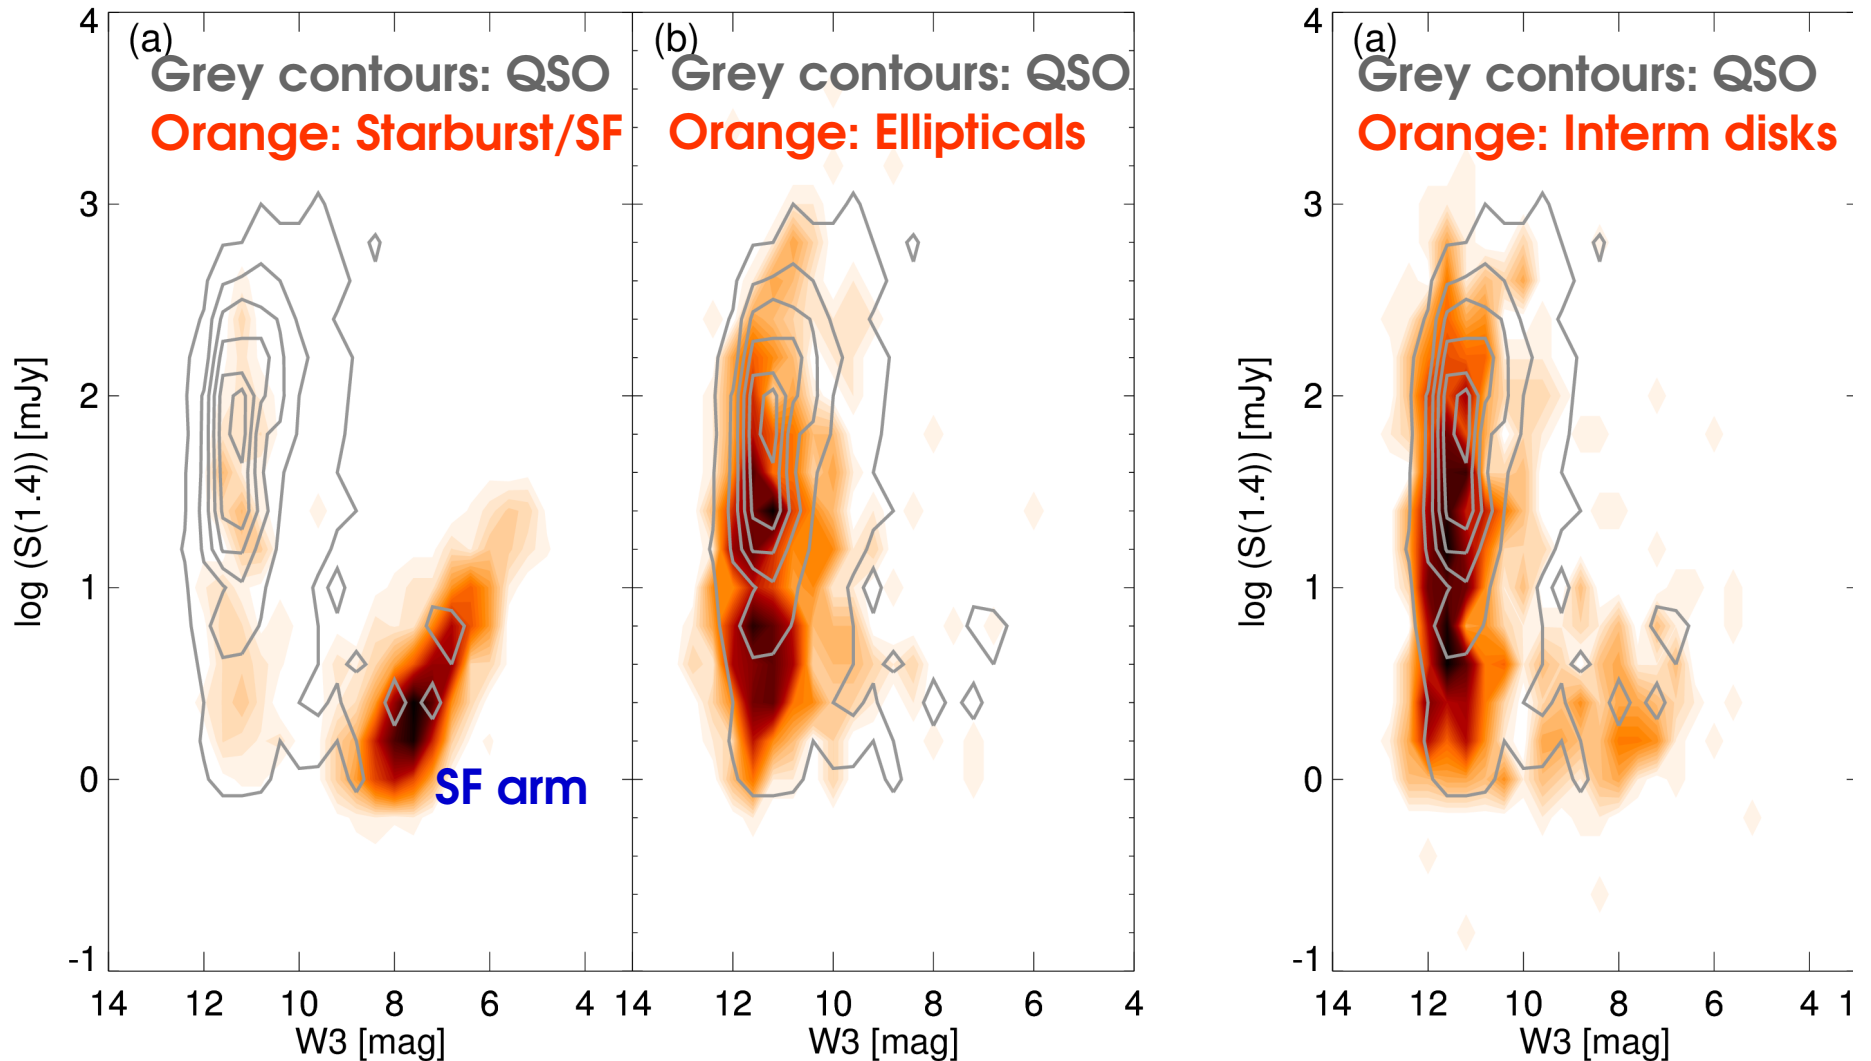 (a)
Grey contours: QSO
Orange: Starburst/SF
SF arm
(b)
Grey contours: QSO
Orange: Ellipticals
(a)
Grey contours: QSO
Orange: Interm disks
log (S(1.4)) [mJy]
4
3
2
1
0
-1
14 12 10 8 6 14 12 10 8 6 4
W3 [mag] W3 [mag]
log (S(1.4)) [mJy]
4
3
2
1
0
-1
14 12 10 8 6 4 1
W3 [mag]